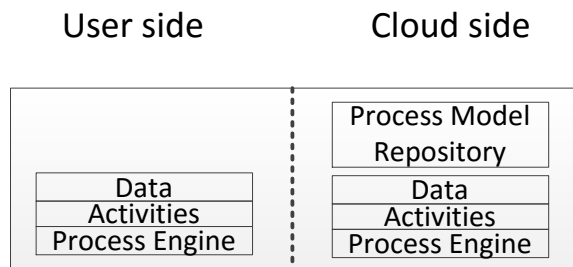 User side
Cloud side
Process Model
Repository
Data
Activities
Process Engine
Data
Activities
Process Engine